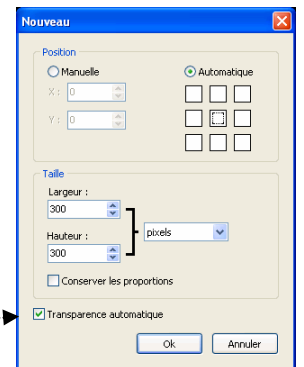 Nouveau
Position
Manuelle
Automatique
X : 0
Y : 0
Taille
Largeur :
300
pixels
Hauteur :
300
Conserver les proportions
Transparence automatique
Ok Annuler